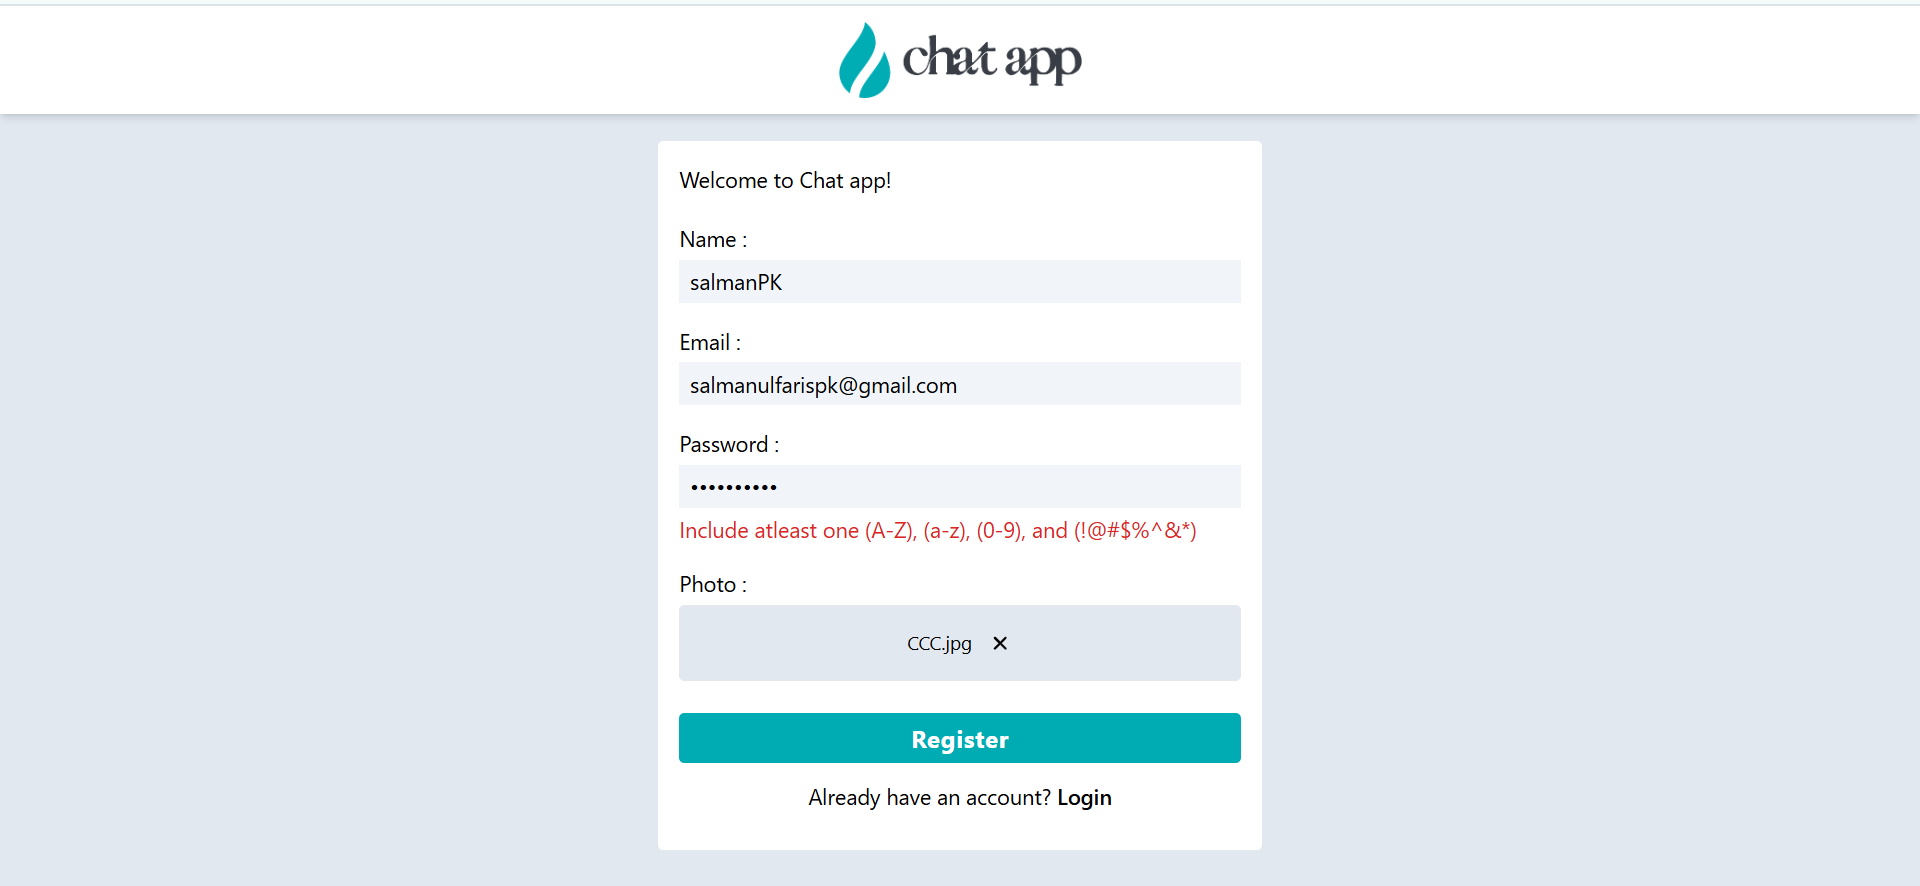 chat app
Welcome to Chat app!
Name :
salmanPK
Email :
salmanulfarispk@gmail.com
Password :
••••••••••
Include atleast one (A-Z), (a-z), (0-9), and (!@#$%^&*)
Photo :
CCC.jpg ✕
Register
Already have an account? Login